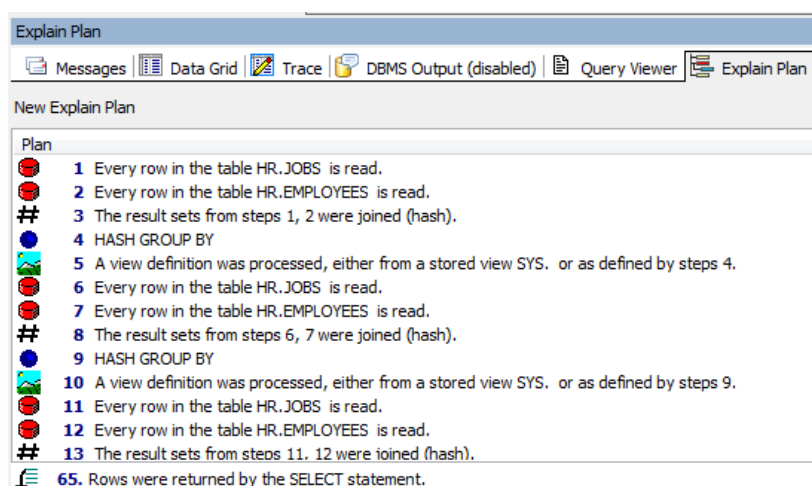 Explain Plan
Messages Data Grid Trace DBMS Output (disabled) Query Viewer Explain Plan
New Explain Plan
Plan
1 Every row in the table HR.JOBS is read.
2 Every row in the table HR.EMPLOYEES is read.
# 3 The result sets from steps 1, 2 were joined (hash).
4 HASH GROUP BY
5 A view definition was processed, either from a stored view SYS. or as defined by steps 4.
6 Every row in the table HR.JOBS is read.
7 Every row in the table HR.EMPLOYEES is read.
# 8 The result sets from steps 6, 7 were joined (hash).
9 HASH GROUP BY
10 A view definition was processed, either from a stored view SYS. or as defined by steps 9.
11 Every row in the table HR.JOBS is read.
12 Every row in the table HR.EMPLOYEES is read.
# 13 The result sets from steps 11, 12 were joined (hash).
65. Rows were returned by the SELECT statement.